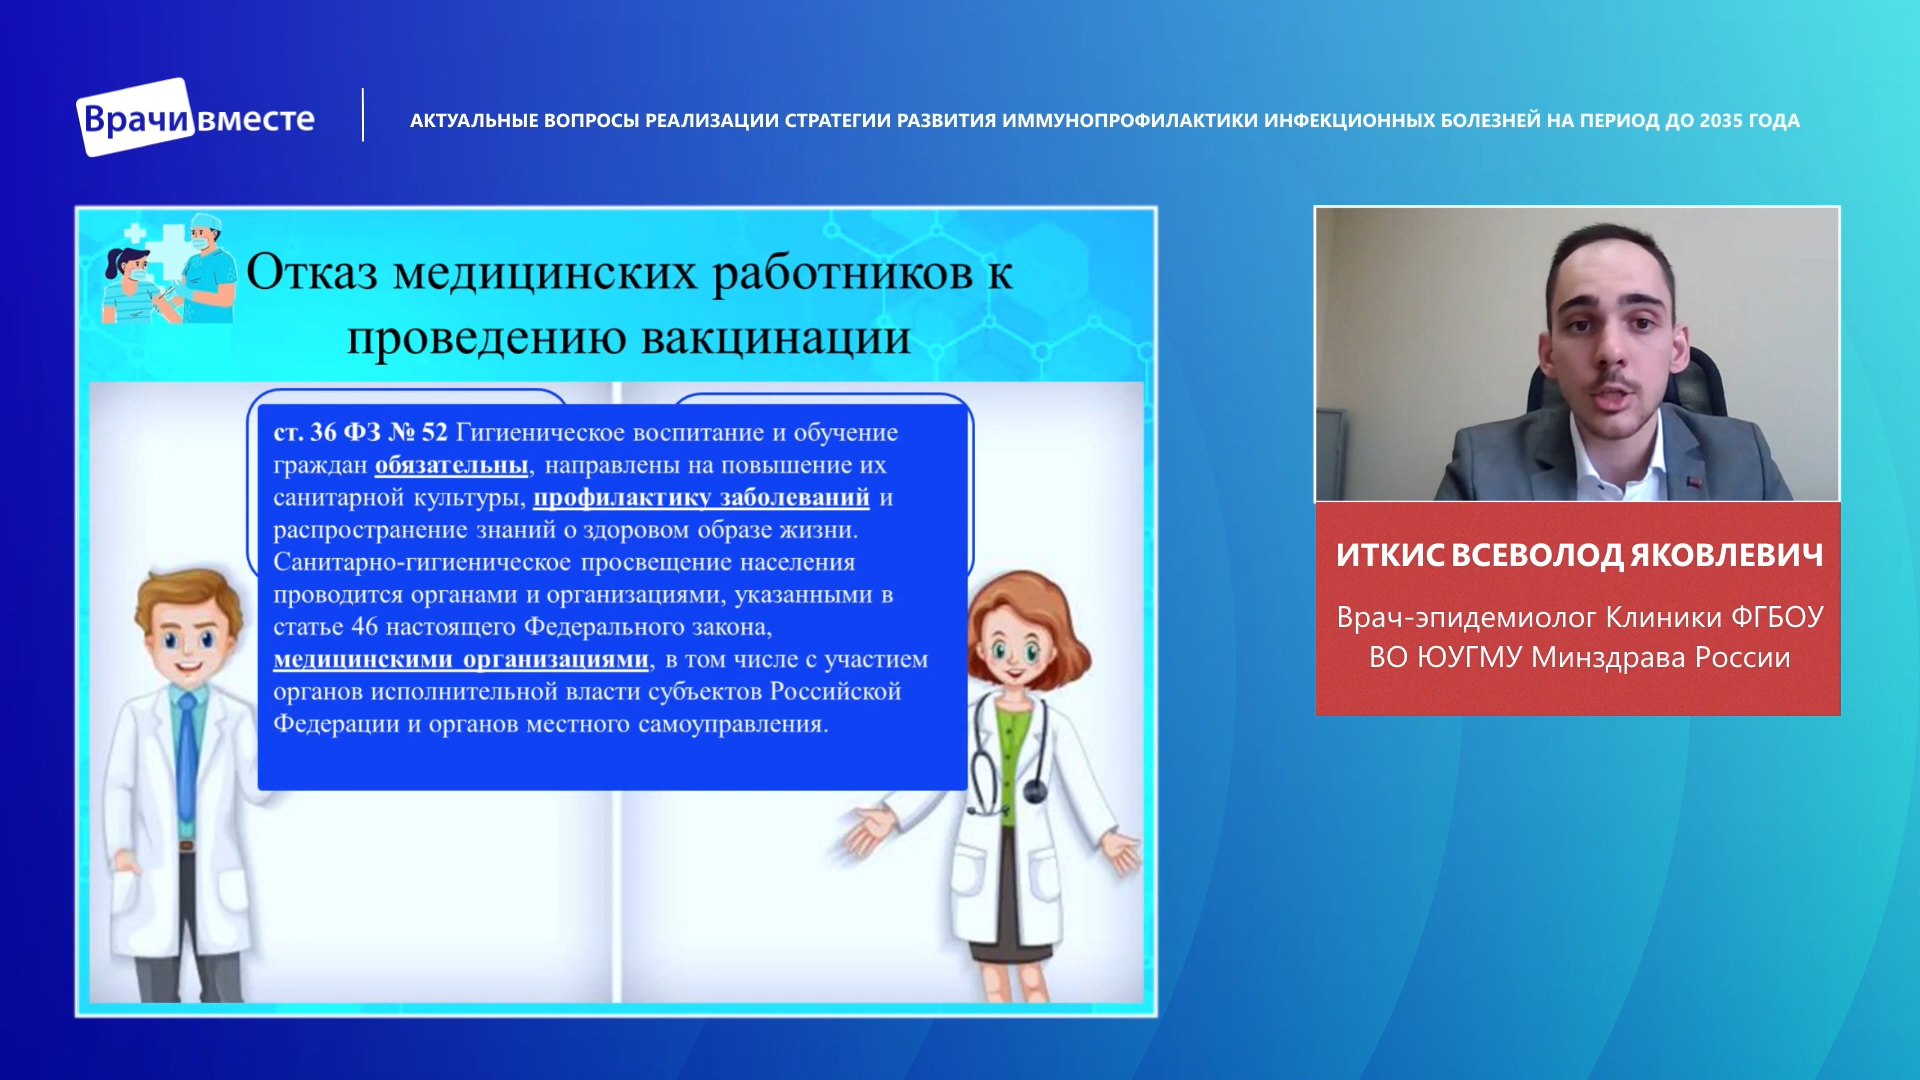 Врачи вместе
АКТУАЛЬНЫЕ ВОПРОСЫ РЕАЛИЗАЦИИ СТРАТЕГИИ РАЗВИТИЯ ИММУНОПРОФИЛАКТИКИ ИНФЕКЦИОННЫХ БОЛЕЗНЕЙ НА ПЕРИОД ДО 2035 ГОДА
Отказ медицинских работников к
проведению вакцинации
ст. 36 ФЗ № 52 Гигиеническое воспитание и обучение
граждан обязательны, направлены на повышение их
санитарной культуры, профилактику заболеваний и
распространение знаний о здоровом образе жизни.
Санитарно-гигиеническое просвещение населения
проводится органами и организациями, указанными в
статье 46 настоящего Федерального закона,
медицинскими организациями, в том числе с участием
органов исполнительной власти субъектов Российской
Федерации и органов местного самоуправления.
ИТКИС ВСЕВОЛОД ЯКОВЛЕВИЧ
Врач-эпидемиолог Клиники ФГБОУ
ВО ЮУГМУ Минздрава России